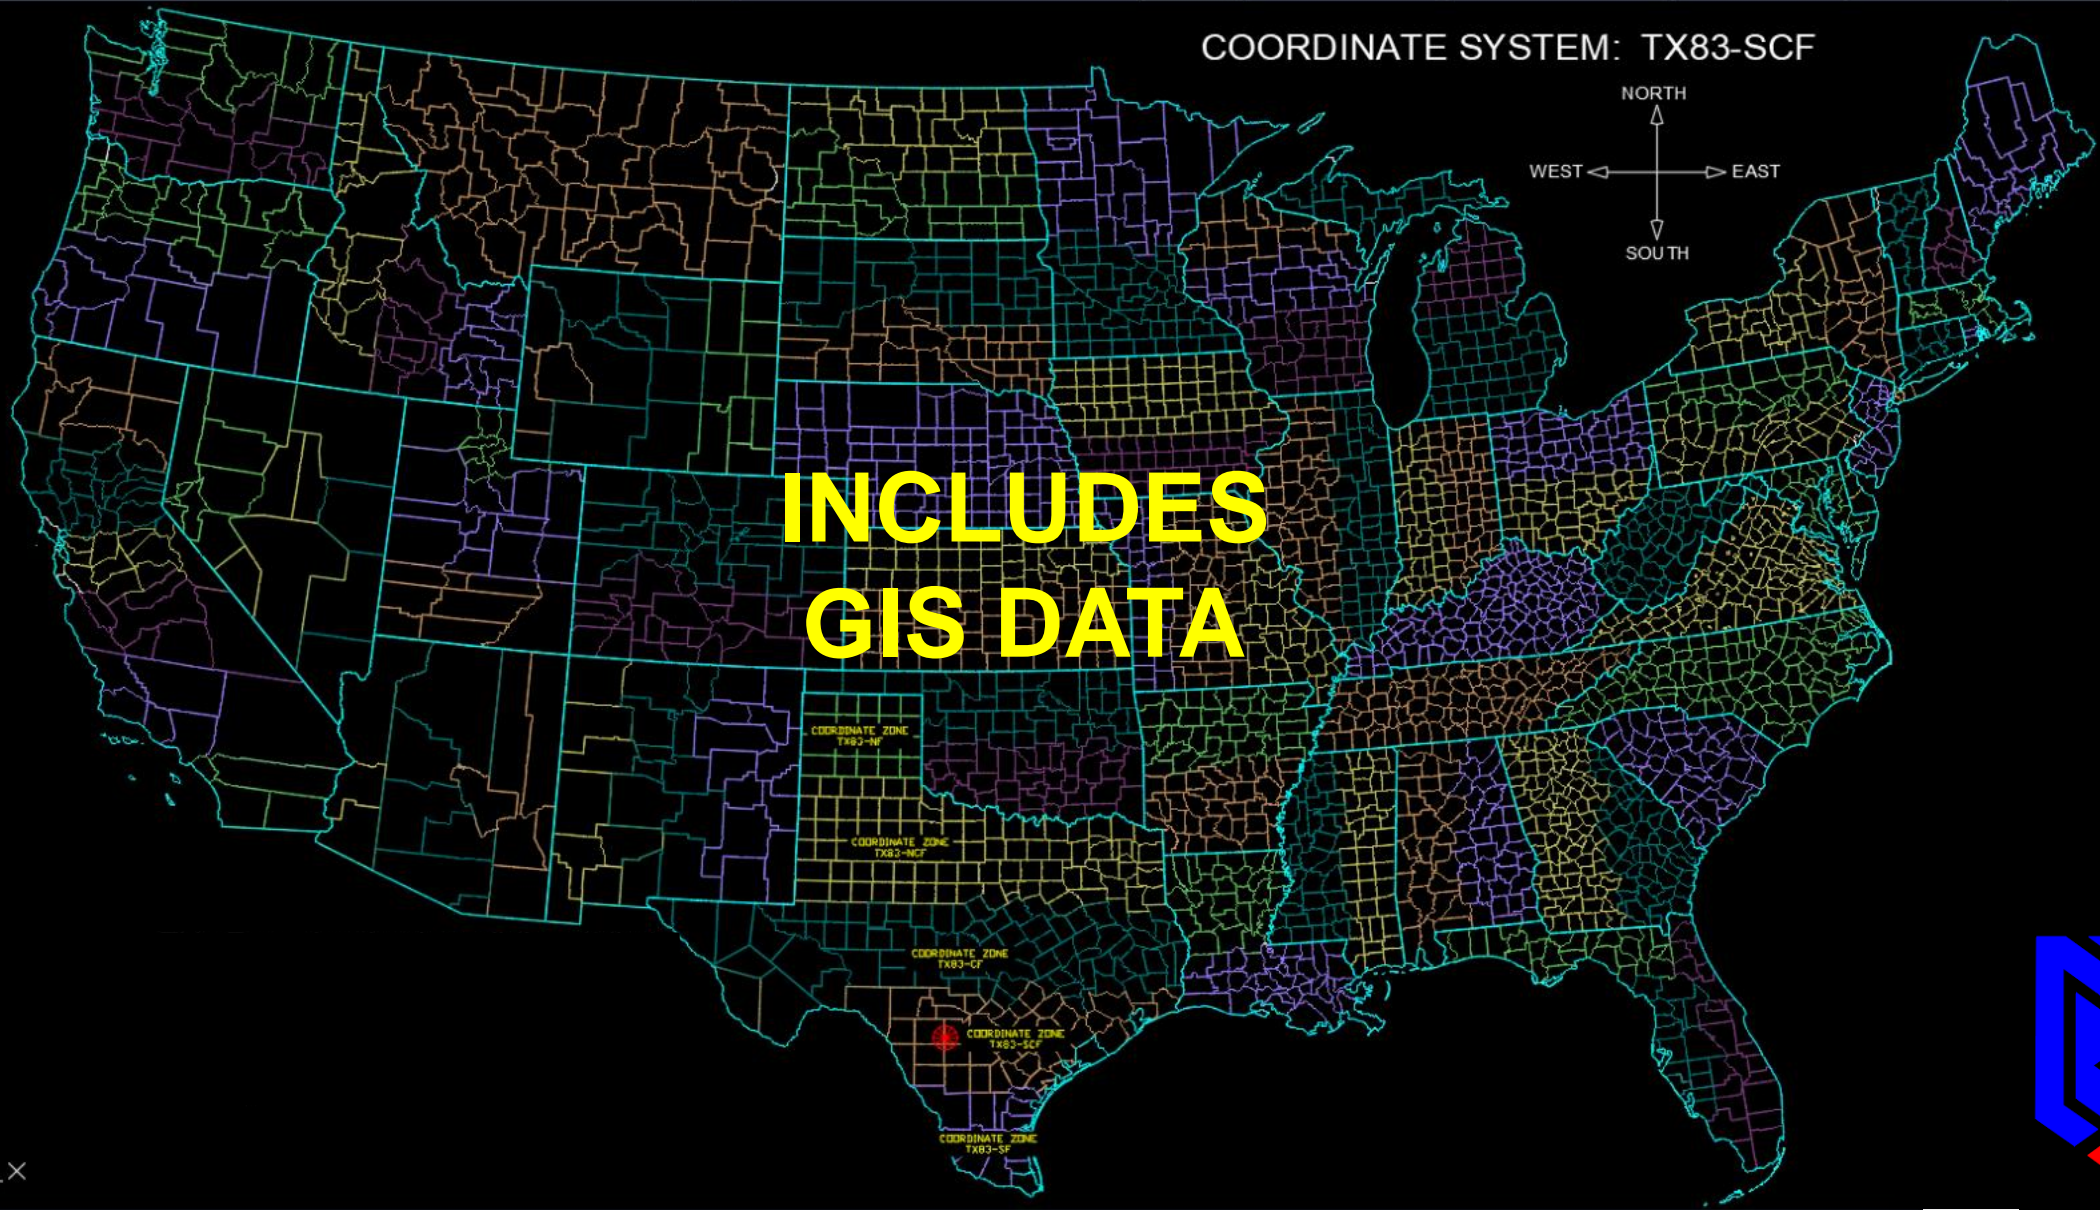 COORDINATE SYSTEM: TX83-SCF
NORTH
WEST
EAST
SOUTH
INCLUDES
GIS DATA
COORDINATE ZONE
TX83-NF
COORDINATE ZONE
TX83-NCF
COORDINATE ZONE
TX83-CF
COORDINATE ZONE
TX83-SCF
COORDINATE ZONE
TX83-SF